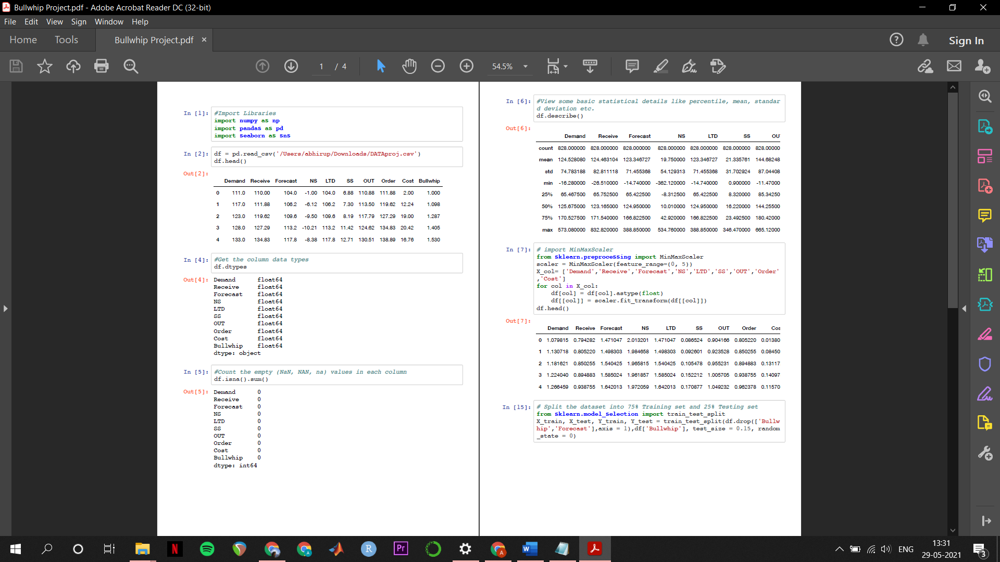 Bullwhip Project.pdf - Adobe Acrobat Reader DC (32-bit)
File Edit View Sign Window Help
Home Tools Bullwhip Project.pdf × Sign In
1 / 4 54.5%
In [1]: #Import Libraries
import numpy as np
import pandas as pd
import seaborn as sns
In [2]: df = pd.read_csv('/Users/abhirup/Downloads/DATAproj.csv')
df.head()
Out[2]:
Demand Receive Forecast NS LTD SS OUT Order Cost Bullwhip
0 111.0 110.00 104.0 -1.00 104.0 6.88 110.88 111.88 2.00 1.000
1 117.0 111.88 106.2 -6.12 106.2 7.30 113.50 119.62 12.24 1.098
2 123.0 119.62 109.6 -9.50 109.6 8.19 117.79 127.29 19.00 1.287
3 128.0 127.29 113.2 -10.21 113.2 11.42 124.62 134.83 20.42 1.405
4 133.0 134.83 117.8 -8.38 117.8 12.71 130.51 138.89 16.76 1.530
In [4]: #Get the column data types
df.dtypes
Out[4]: Demand float64
Receive float64
Forecast float64
NS float64
LTD float64
SS float64
OUT float64
Order float64
Cost float64
Bullwhip float64
dtype: object
In [5]: #Count the empty (NaN, NAN, na) values in each column
df.isna().sum()
Out[5]: Demand 0
Receive 0
Forecast 0
NS 0
LTD 0
SS 0
OUT 0
Order 0
Cost 0
Bullwhip 0
dtype: int64
In [6]: #View some basic statistical details like percentile, mean, standar
d deviation etc.
df.describe()
Out[6]:
Demand Receive Forecast NS LTD SS OU
count 828.000000 828.000000 828.000000 828.000000 828.000000 828.000000 828.00000
mean 124.528080 124.463104 123.346727 19.750000 123.346727 21.335761 144.68248
std 74.783188 82.811118 71.455368 54.129313 71.455368 31.702924 87.04408
min -16.280000 -26.510000 -14.740000 -362.120000 -14.740000 0.900000 -11.47000
25% 65.467500 65.752500 65.422500 -8.312500 65.422500 8.320000 85.34250
50% 125.675000 123.165000 124.950000 10.010000 124.950000 16.220000 144.25500
75% 170.527500 171.540000 166.822500 42.920000 166.822500 23.492500 180.42000
max 573.080000 832.820000 388.850000 534.760000 388.850000 346.470000 665.12000
In [7]: # import MinMaxScaler
from sklearn.preprocessing import MinMaxScaler
scaler = MinMaxScaler(feature_range=(0, 5))
X_col= ['Demand','Receive','Forecast','NS','LTD','SS','OUT','Order'
,'Cost']
for col in X_col:
df[col] = df[col].astype(float)
df[[col]] = scaler.fit_transform(df[[col]])
df.head()
Out[7]:
Demand Receive Forecast NS LTD SS OUT Order Cos
0 1.079815 0.794282 1.471047 2.013201 1.471047 0.086524 0.904166 0.805220 0.01380
1 1.130718 0.805220 1.498303 1.984658 1.498303 0.092601 0.923528 0.850255 0.08450
2 1.181621 0.850255 1.540425 1.965815 1.540425 0.105478 0.955231 0.894883 0.13117
3 1.224040 0.894883 1.585024 1.961857 1.585024 0.152212 1.005705 0.938755 0.14097
4 1.266459 0.938755 1.642013 1.972059 1.642013 0.170877 1.049232 0.962378 0.11570
In [15]: # Split the dataset into 75% Training set and 25% Testing set
from sklearn.model_selection import train_test_split
X_train, X_test, Y_train, Y_test = train_test_split(df.drop(['Bullw
hip','Forecast'],axis = 1),df['Bullwhip'], test_size = 0.15, random
_state = 0)
N R Pr A A W
ENG 13:31
29-05-2021 3